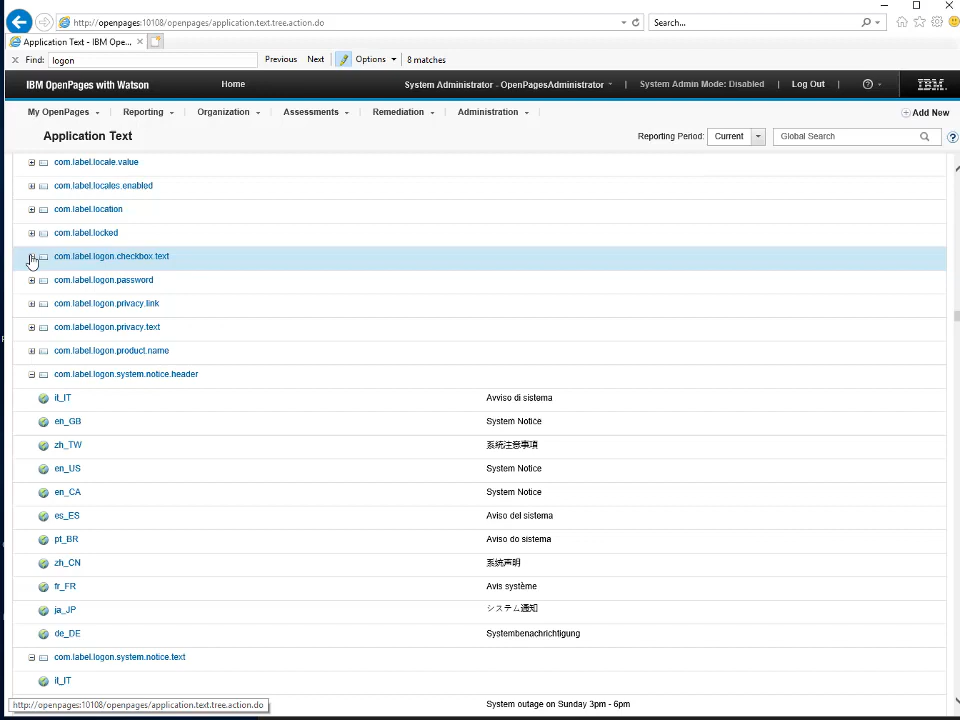 http://openpages:10108/openpages/application.text.tree.action.do
Search...
Application Text - IBM Ope...
Find: logon Previous Next Options 8 matches
IBM OpenPages with Watson Home System Administrator - OpenPagesAdministrator | System Admin Mode: Disabled | Log Out | IBM
My OpenPages Reporting Organization Assessments Remediation Administration Add New
Application Text Reporting Period: Current Global Search
com.label.locale.value
com.label.locales.enabled
com.label.location
com.label.locked
com.label.logon.checkbox.text
com.label.logon.password
com.label.logon.privacy.link
com.label.logon.privacy.text
com.label.logon.product.name
com.label.logon.system.notice.header
it_IT Avviso di sistema
en_GB System Notice
zh_TW 系統注意事項
en_US System Notice
en_CA System Notice
es_ES Aviso del sistema
pt_BR Aviso do sistema
zh_CN 系统声明
fr_FR Avis système
ja_JP システム通知
de_DE Systembenachrichtigung
com.label.logon.system.notice.text
it_IT
System outage on Sunday 3pm - 6pm
http://openpages:10108/openpages/application.text.tree.action.do